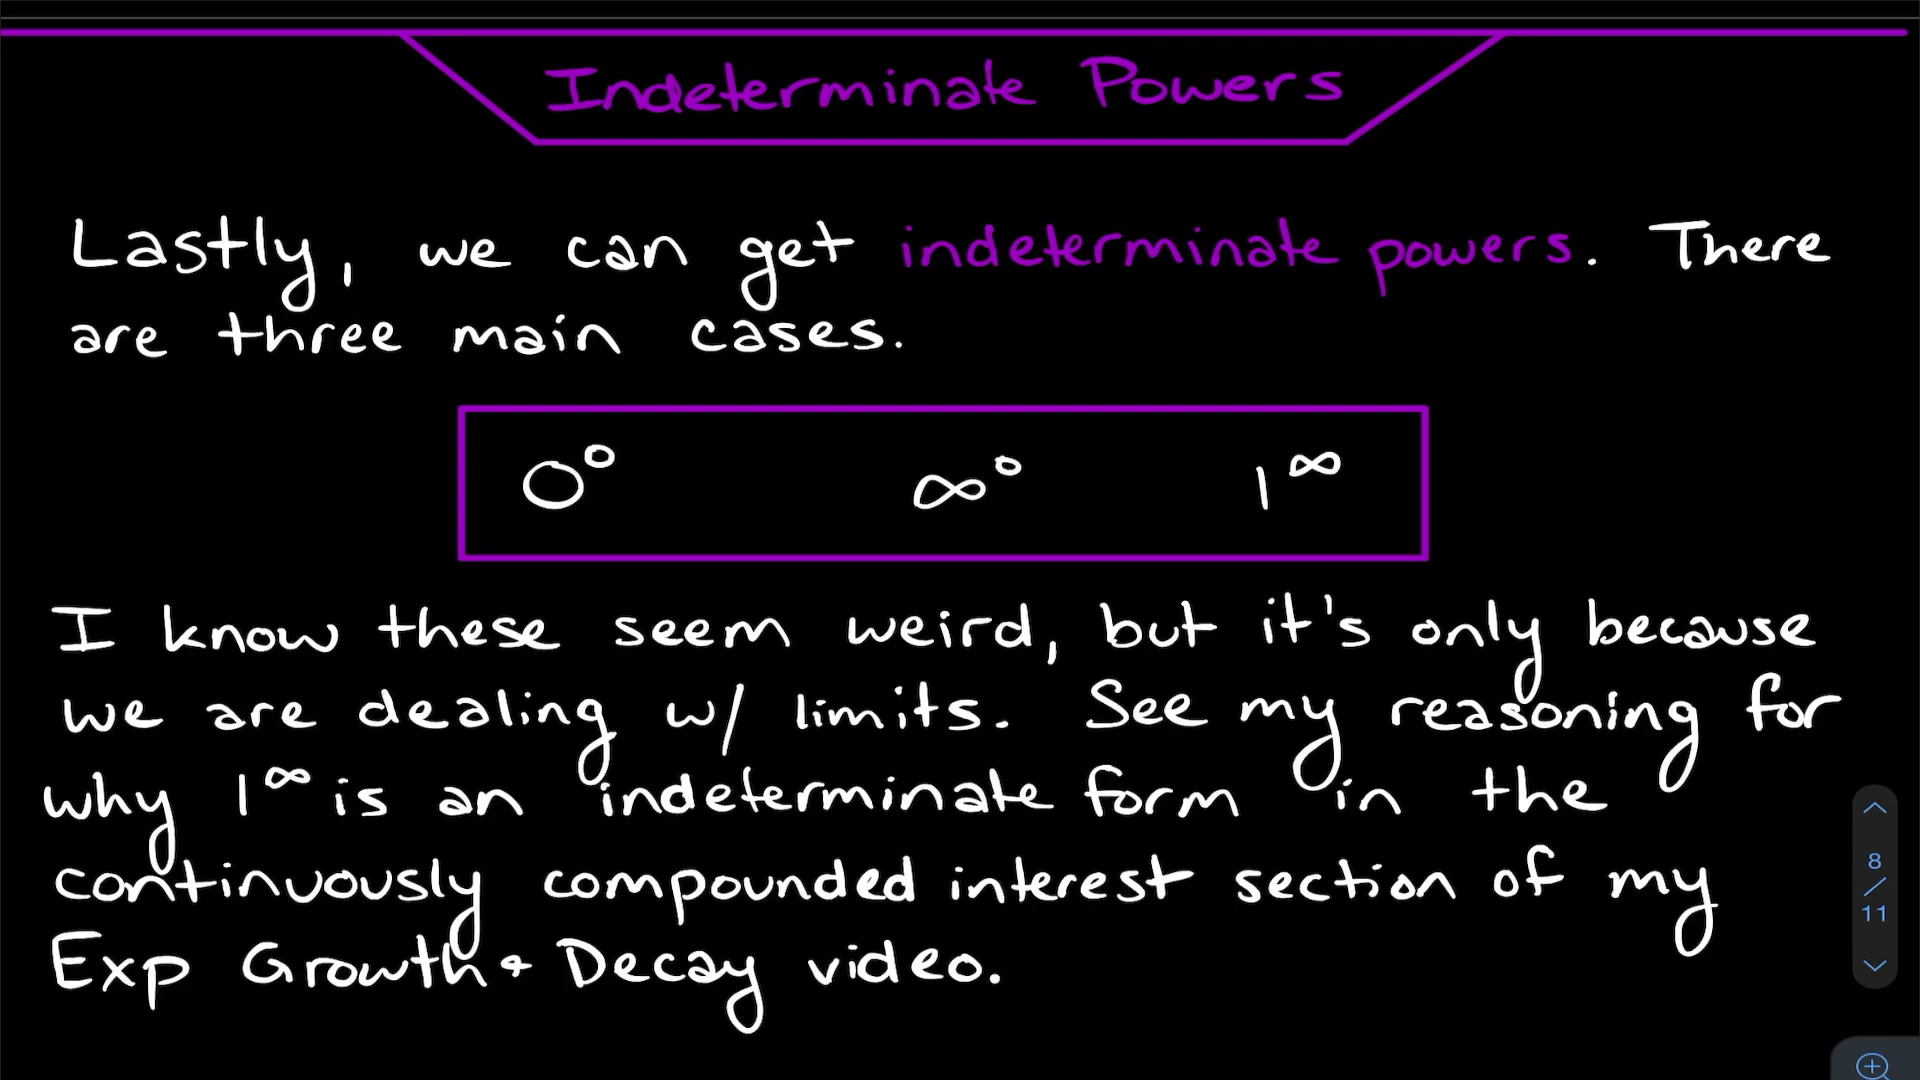 Indeterminate Powers
Lastly, we can get indeterminate powers. There
are three main cases.
0⁰ ∞⁰ 1^∞
I know these seem weird, but it's only because
we are dealing w/ limits. See my reasoning for
why 1^∞ is an indeterminate form in the
continuously compounded interest section of my
Exp Growth & Decay video.
8
/
11